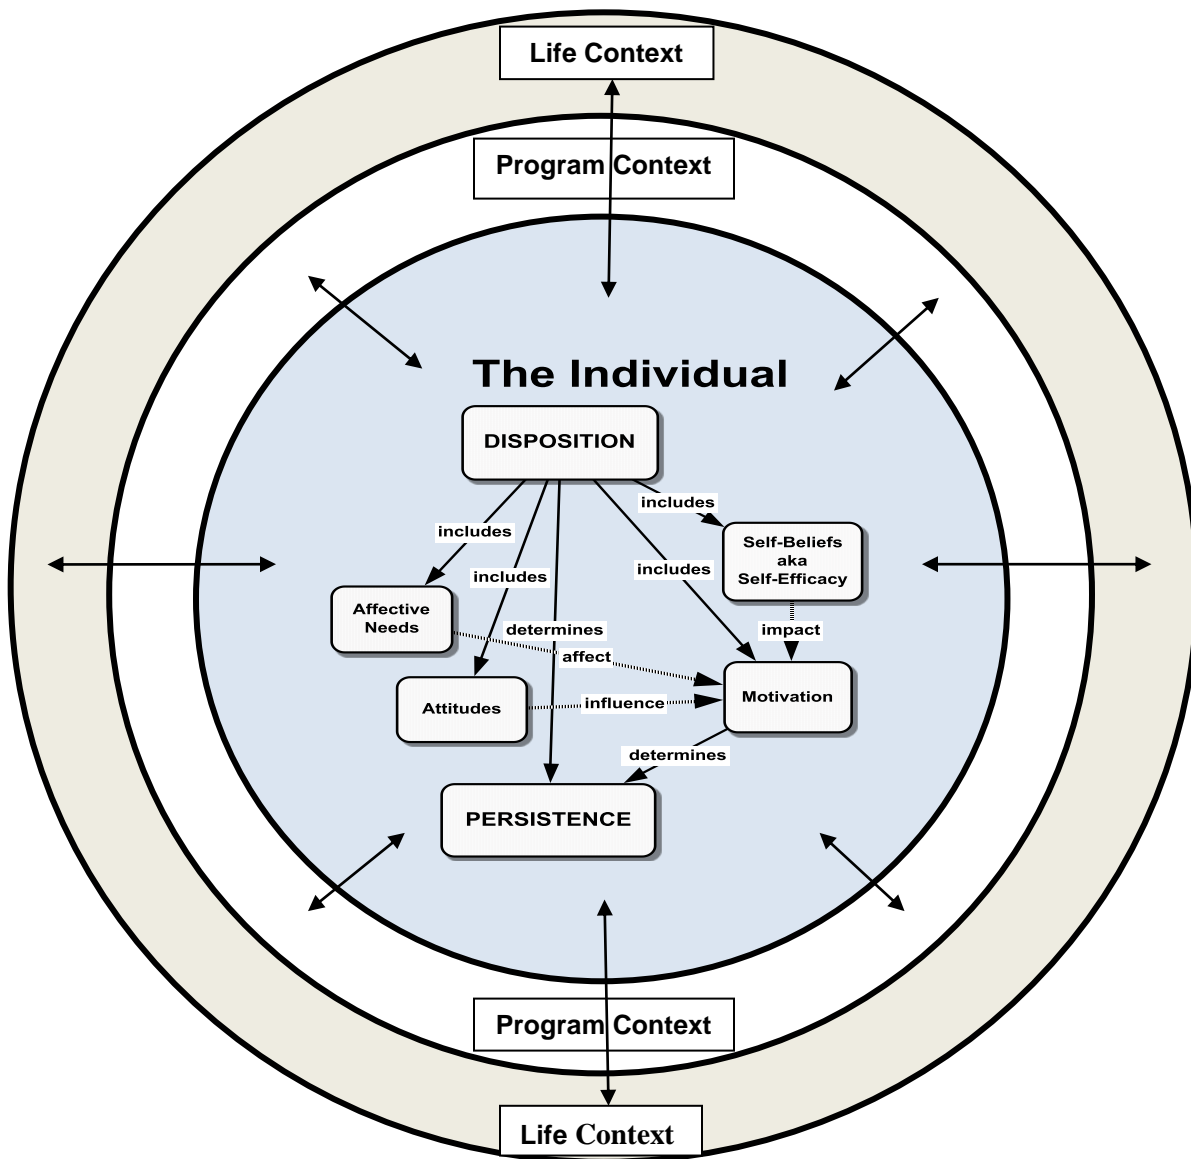 Life Context
Program Context
The Individual
DISPOSITION
includes
includes
includes
includes
Self-Beliefs
aka
Self-Efficacy
Affective
Needs
determines
impact
affect
Attitudes
influence
Motivation
determines
PERSISTENCE
Program Context
Life Context